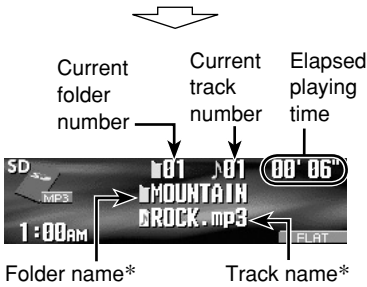 Current folder number
Current track number
Elapsed playing time
SD
01
♪01
00' 06"
SD
MP3
MOUNTAIN
ROCK.mp3
1:00AM
FLAT
Folder name*
Track name*